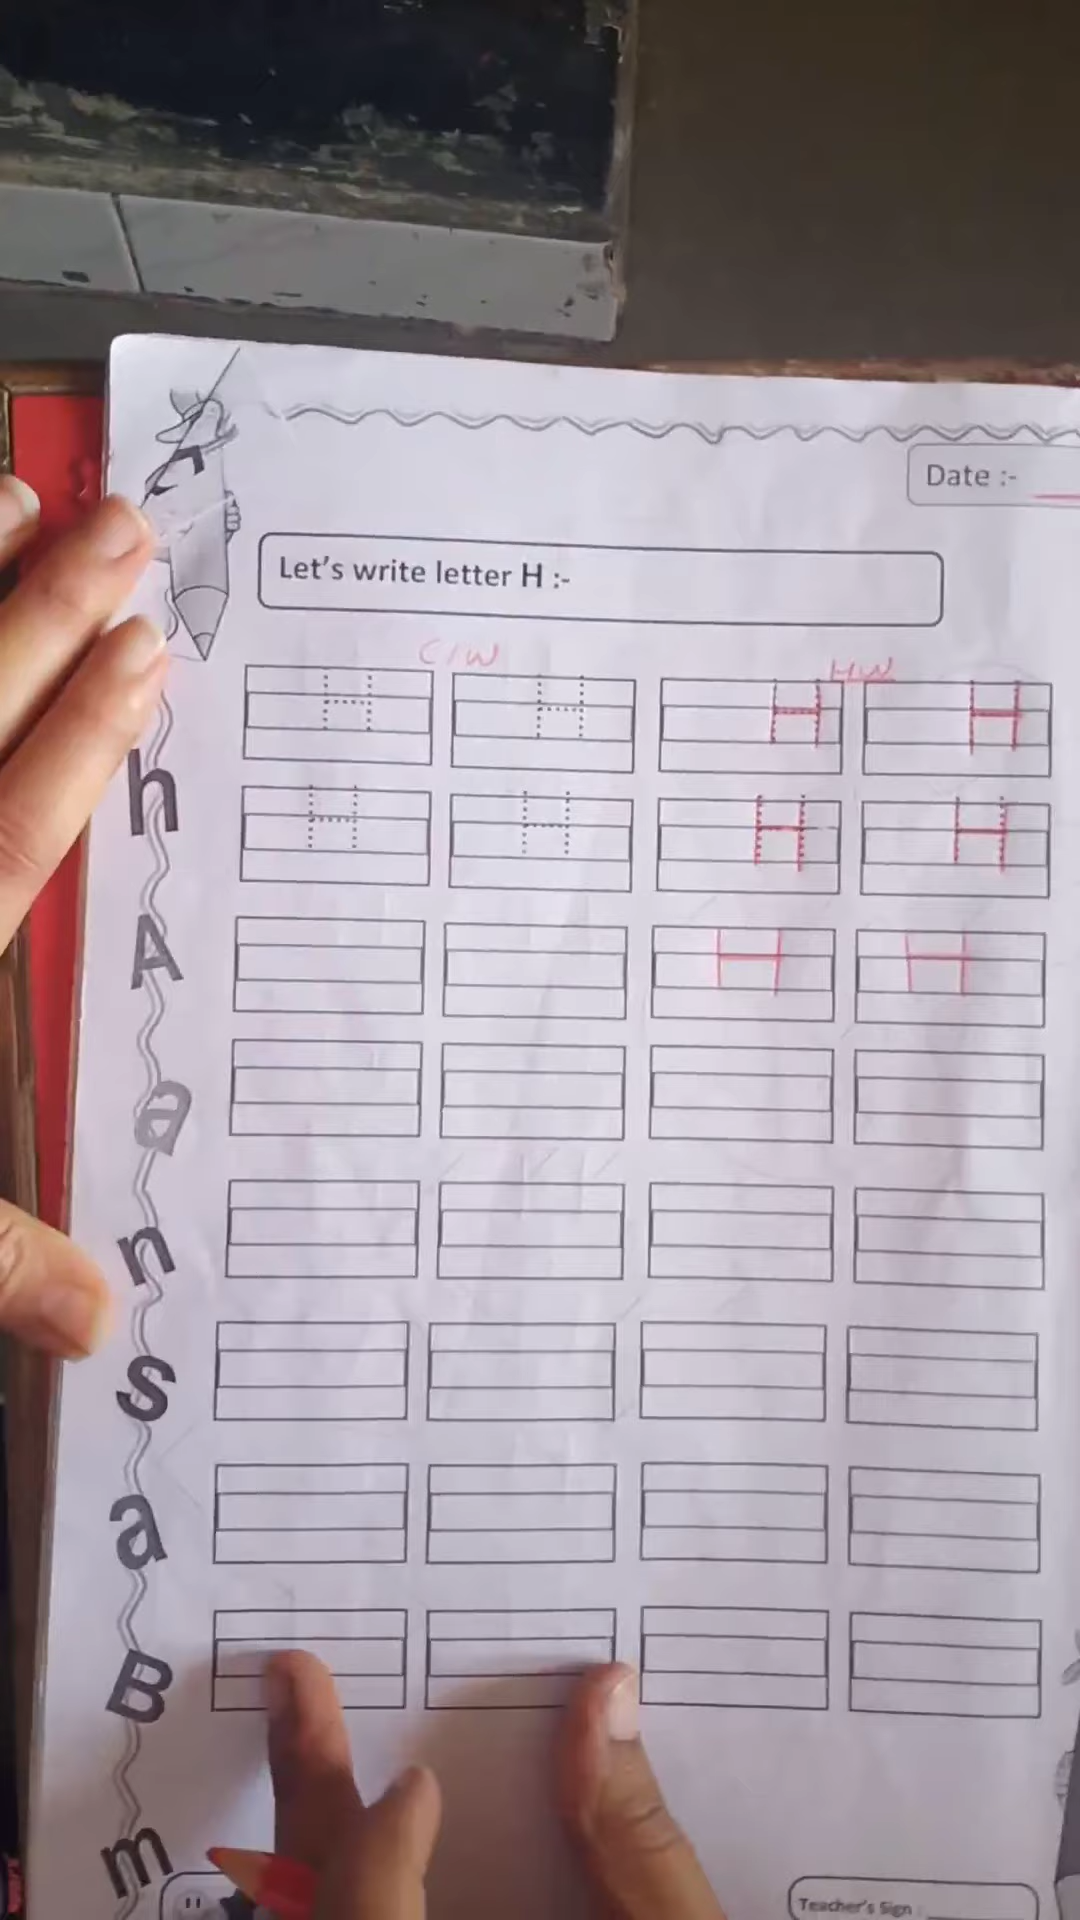 Date :-
Let's write letter H :-
C/W HW
H H H H
H H H H
h
H H
A
a
n
s
a
B
m
Teacher's Sign :